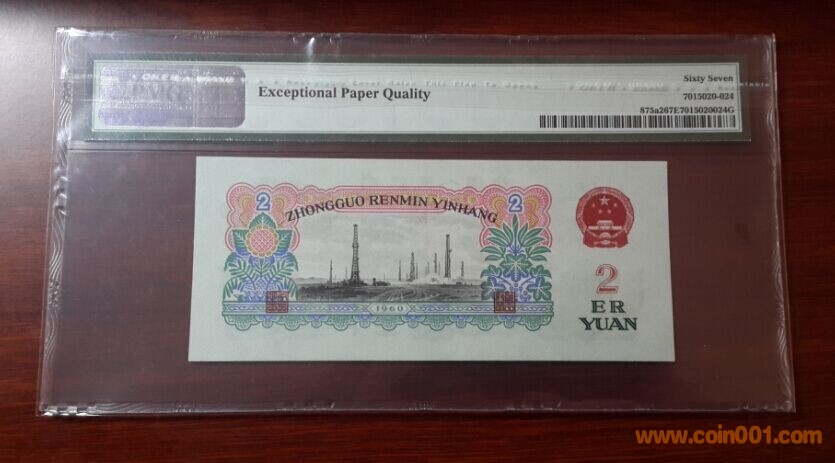 Sixty Seven
PMG
Exceptional Paper Quality
7015020-024
875a267E7015020024G
2
2
ZHONGGUO RENMIN YINHANG
1960
2
ER
YUAN
www.coin001.com